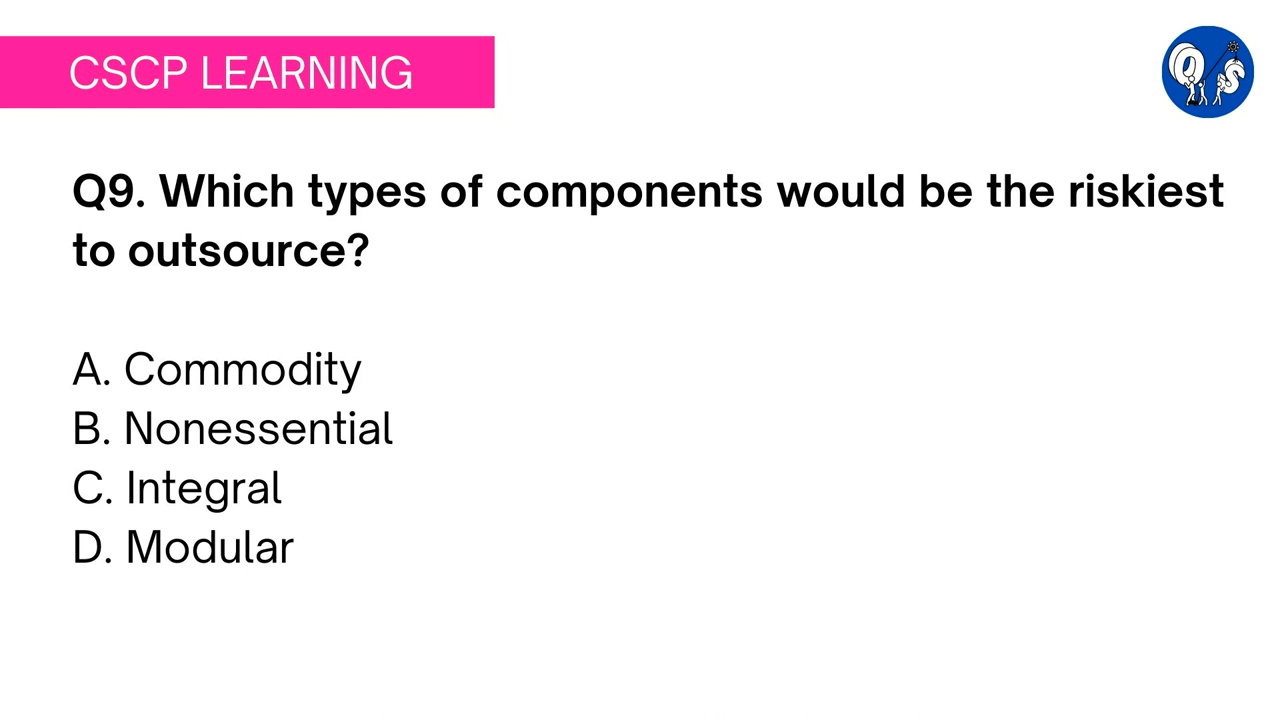 CSCP LEARNING
Q9. Which types of components would be the riskiest
to outsource?
A. Commodity
B. Nonessential
C. Integral
D. Modular